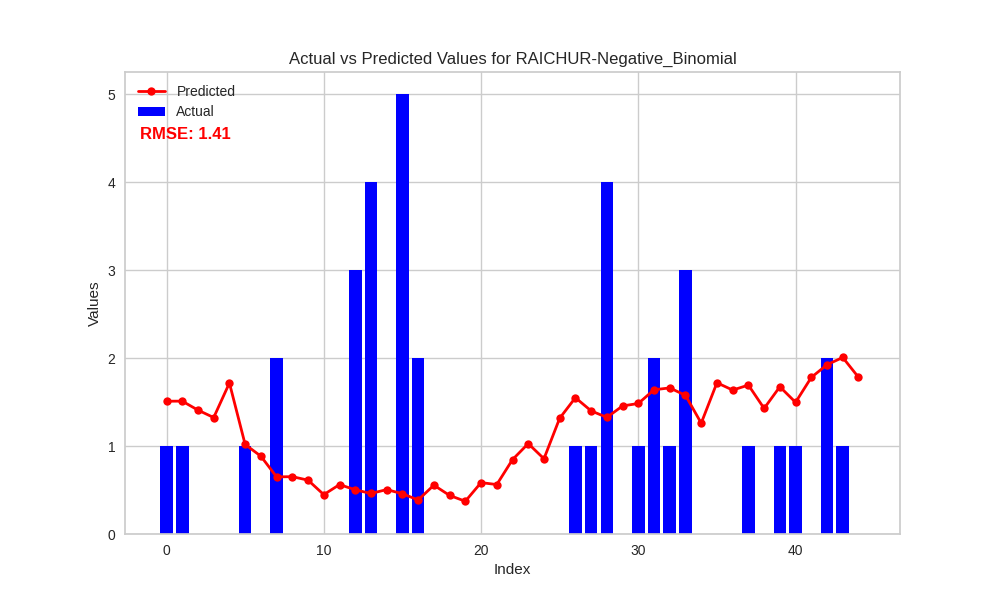 Actual vs Predicted Values for RAICHUR-Negative_Binomial
Predicted
Actual
RMSE: 1.41
5
4
3
2
1
0
Values
0 10 20 30 40
Index